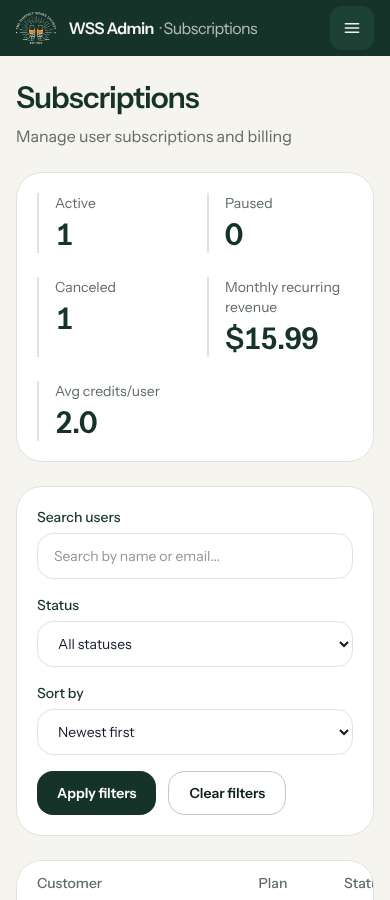 WSS Admin · Subscriptions
Subscriptions
Manage user subscriptions and billing
Active
1
Paused
0
Canceled
1
Monthly recurring
revenue
$15.99
Avg credits/user
2.0
Search users
Search by name or email...
Status
All statuses
Sort by
Newest first
Apply filters
Clear filters
Customer
Plan